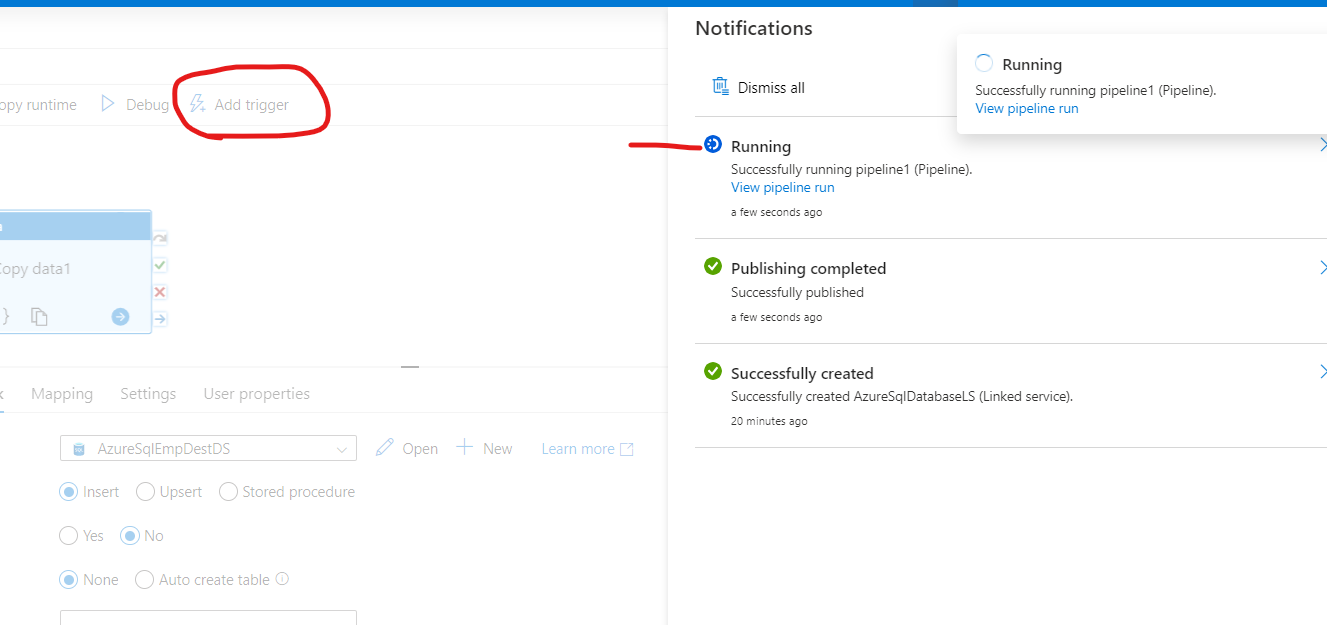 Notifications
Running
Successfully running pipeline1 (Pipeline).
View pipeline run
Dismiss all
opy runtime
Debug
Add trigger
Running
Successfully running pipeline1 (Pipeline).
View pipeline run
a few seconds ago
Copy data1
Publishing completed
Successfully published
a few seconds ago
Successfully created
Successfully created AzureSqlDatabaseLS (Linked service).
20 minutes ago
Mapping Settings User properties
AzureSqlEmpDestDS Open New Learn more
Insert Upsert Stored procedure
Yes No
None Auto create table